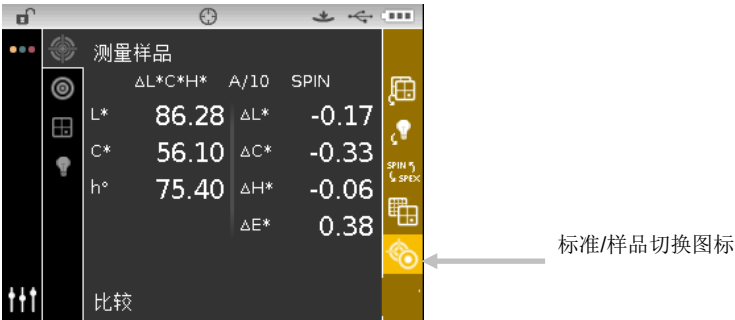 测量样品
ΔL*C*H* A/10 SPIN
L* 86.28 ΔL* -0.17
C* 56.10 ΔC* -0.33
h° 75.40 ΔH* -0.06
ΔE* 0.38
比较
SPIN
SPEX
标准/样品切换图标